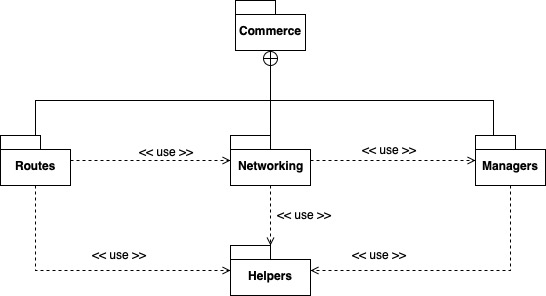 Commerce
<< use >>
<< use >>
Routes
Networking
Managers
<< use >>
<< use >>
<< use >>
Helpers